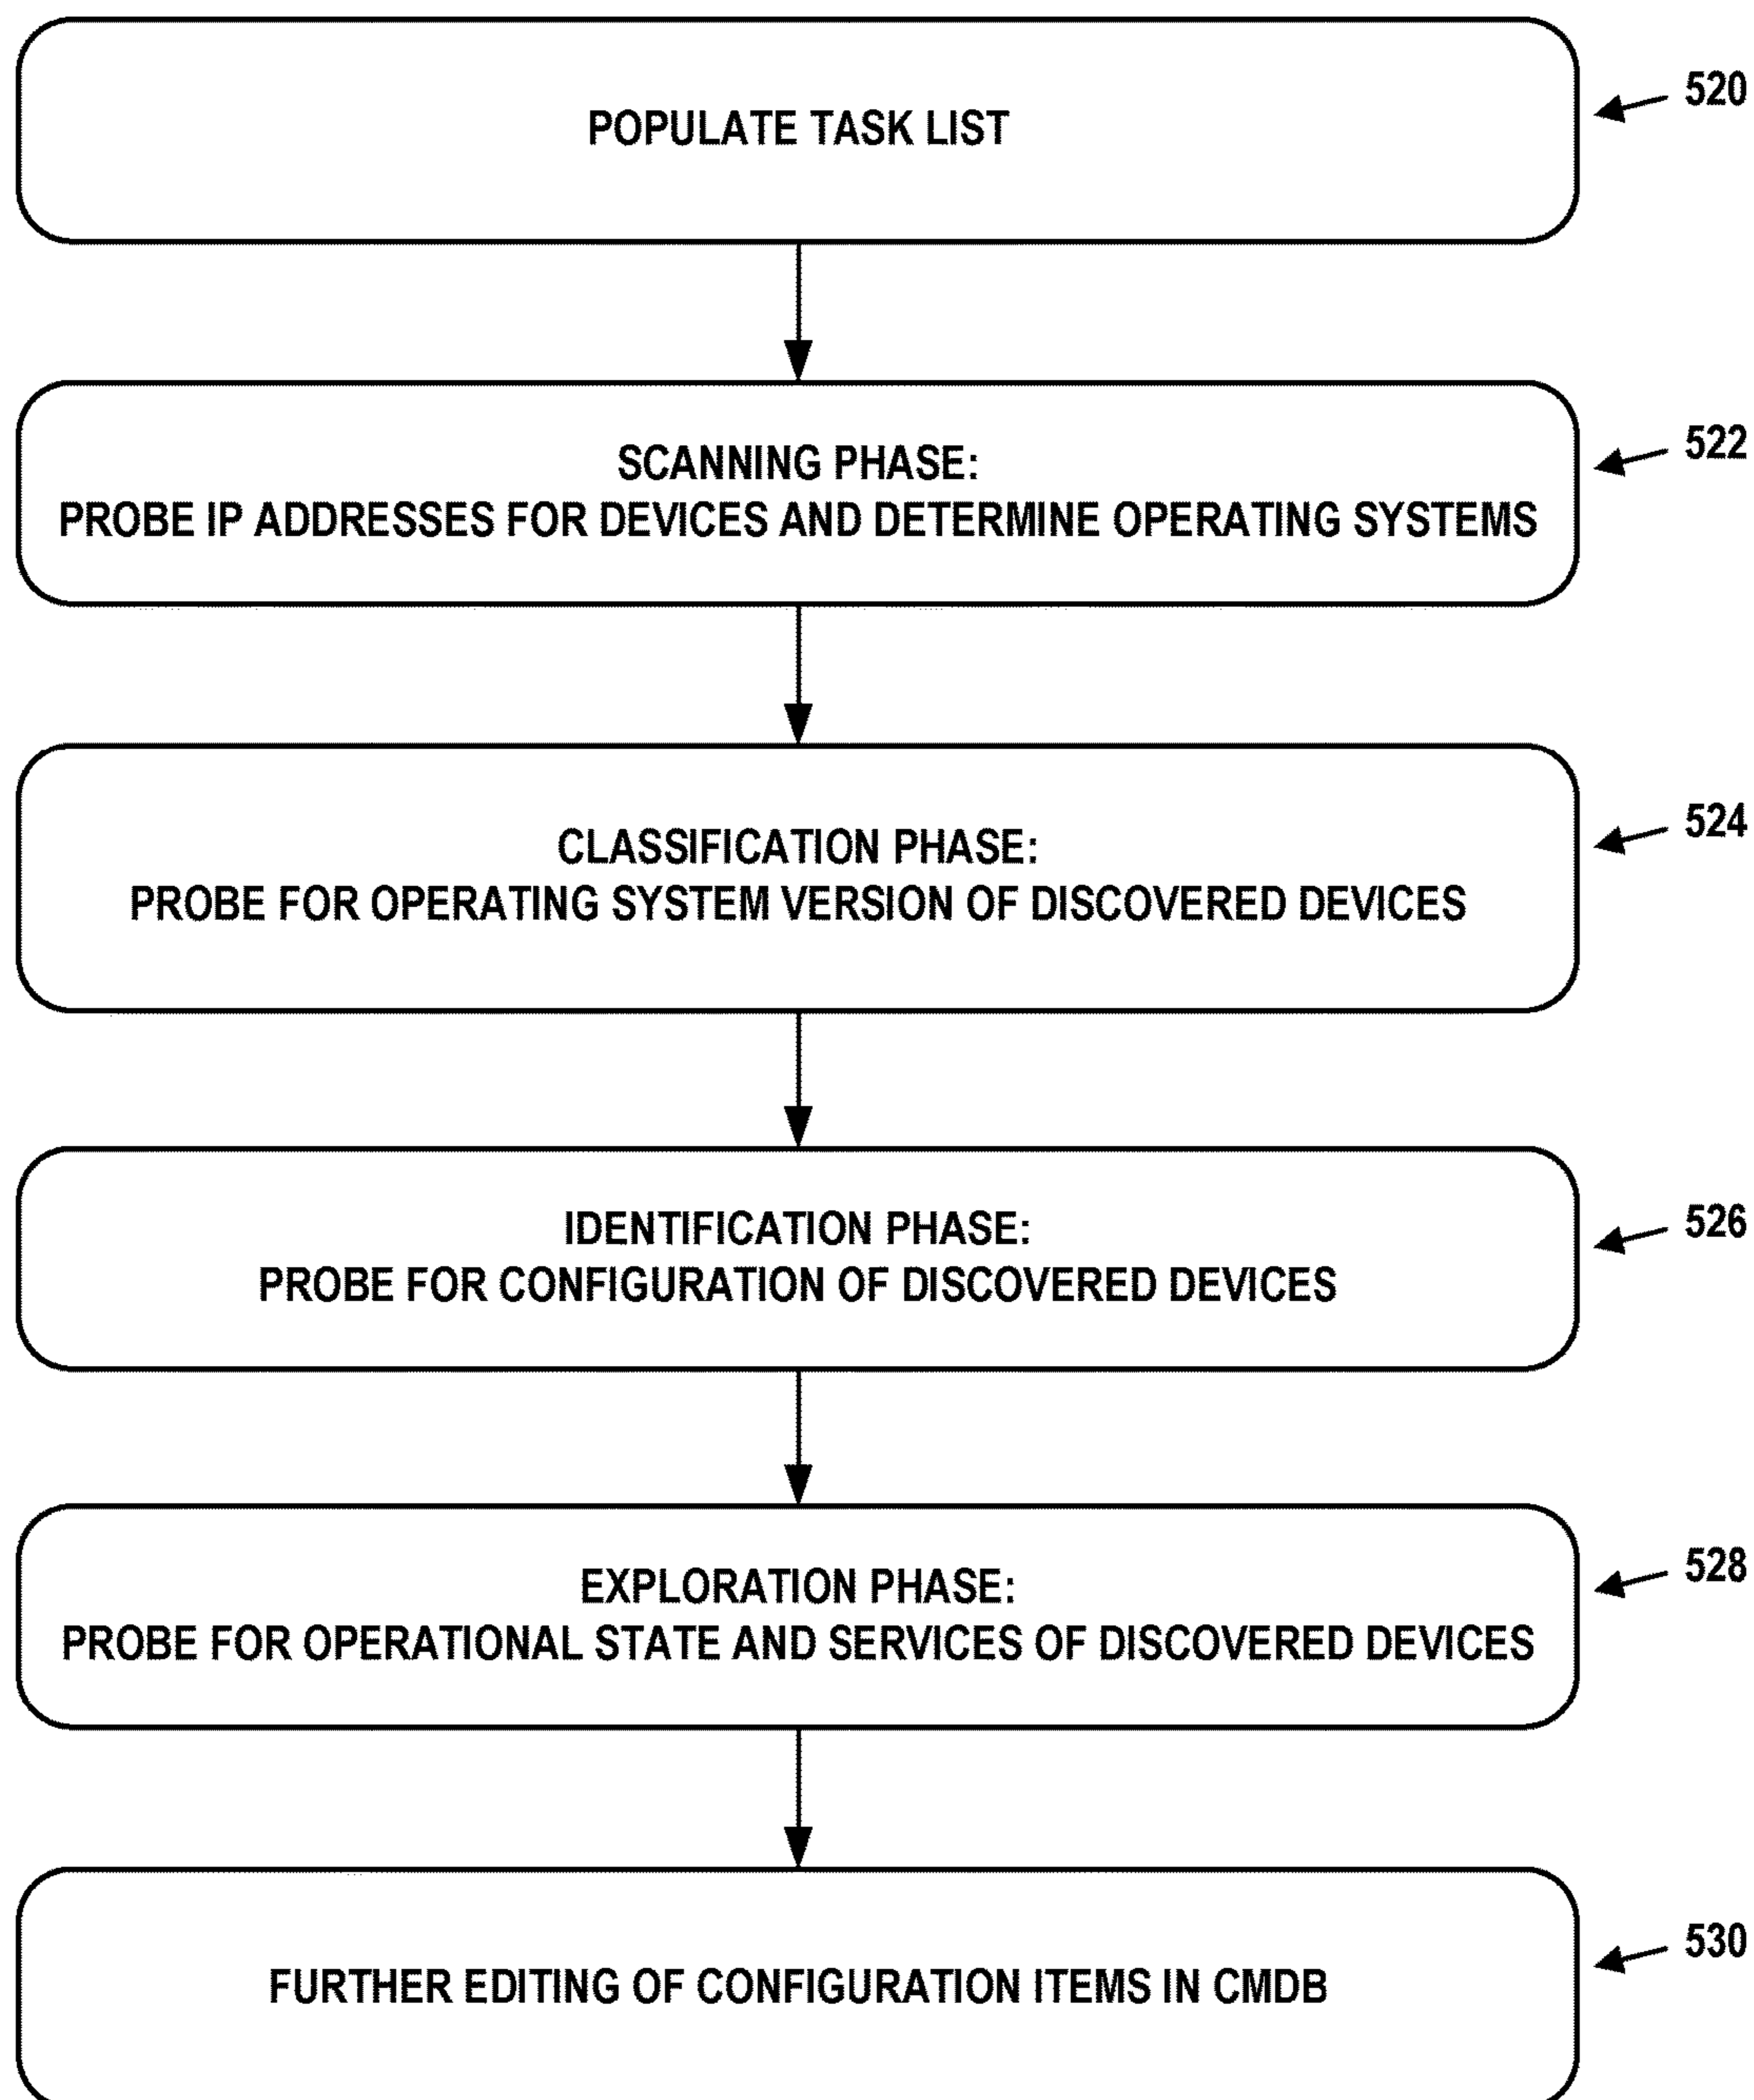 POPULATE TASK LIST
520
SCANNING PHASE:
PROBE IP ADDRESSES FOR DEVICES AND DETERMINE OPERATING SYSTEMS
522
CLASSIFICATION PHASE:
PROBE FOR OPERATING SYSTEM VERSION OF DISCOVERED DEVICES
524
IDENTIFICATION PHASE:
PROBE FOR CONFIGURATION OF DISCOVERED DEVICES
526
EXPLORATION PHASE:
PROBE FOR OPERATIONAL STATE AND SERVICES OF DISCOVERED DEVICES
528
FURTHER EDITING OF CONFIGURATION ITEMS IN CMDB
530